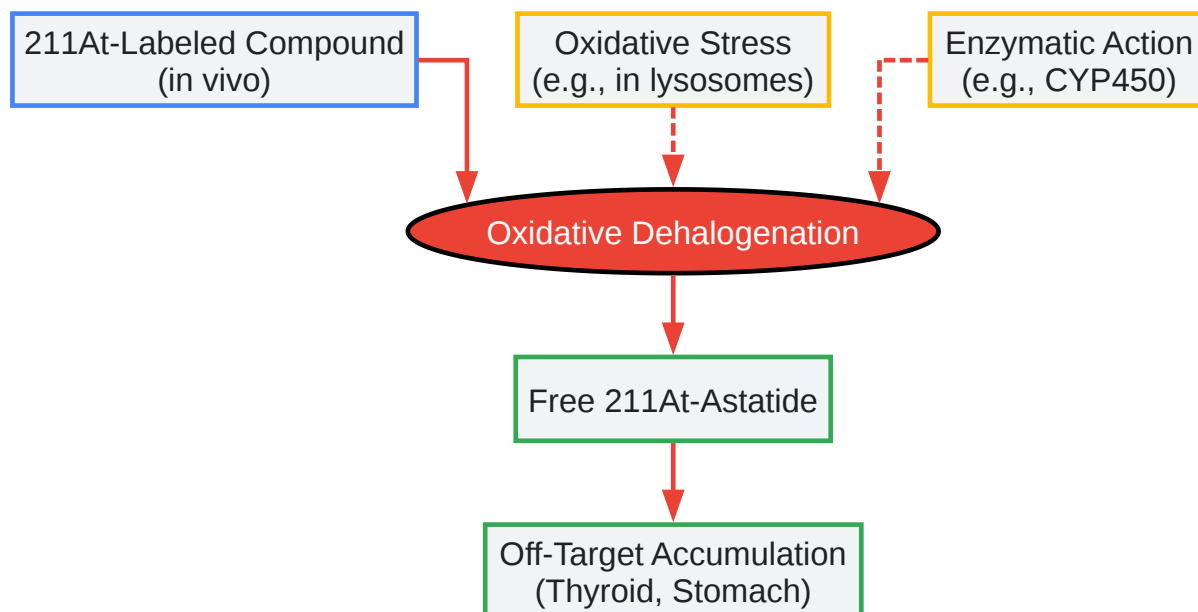 211At-Labeled Compound
(in vivo)
Oxidative Stress
(e.g., in lysosomes)
Enzymatic Action
(e.g., CYP450)
Oxidative Dehalogenation
Free 211At-Astatide
Off-Target Accumulation
(Thyroid, Stomach)